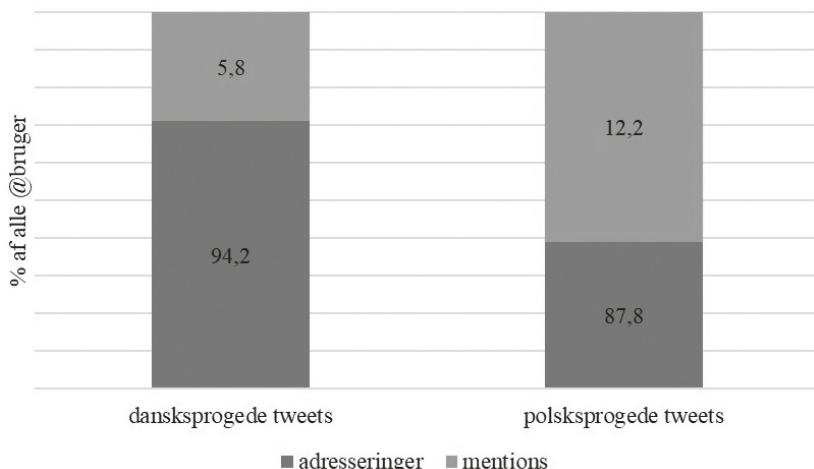 % af alle @bruger
5,8
94,2
12,2
87,8
dansksprogede tweets
polsksprogede tweets
adresseringer
mentions